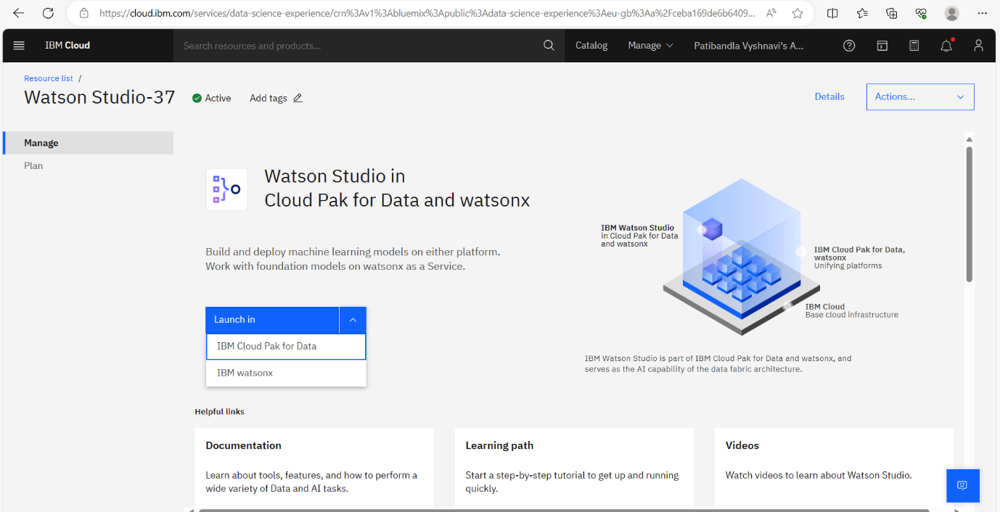 https://cloud.ibm.com/services/data-science-experience/crn%3Av1%3Abluemix%3Apublic%3Adata-science-experience%3Aeu-gb%3Aa%2Fceba169de6b6409...
IBM Cloud
Search resources and products...
Catalog
Manage
Patibandla Vyshnavi's A...
Resource list /
Watson Studio-37
Active
Add tags
Details
Actions...
Manage
Plan
Watson Studio in
Cloud Pak for Data and watsonx
Build and deploy machine learning models on either platform.
Work with foundation models on watsonx as a Service.
Launch in
IBM Cloud Pak for Data
IBM watsonx
IBM Watson Studio
in Cloud Pak for Data
and watsonx
IBM Cloud Pak for Data,
watsonx
Unifying platforms
IBM Cloud
Base cloud infrastructure
IBM Watson Studio is part of IBM Cloud Pak for Data and watsonx, and
serves as the AI capability of the data fabric architecture.
Helpful links
Documentation
Learn about tools, features, and how to perform a
wide variety of Data and AI tasks.
Learning path
Start a step-by-step tutorial to get up and running
quickly.
Videos
Watch videos to learn about Watson Studio.